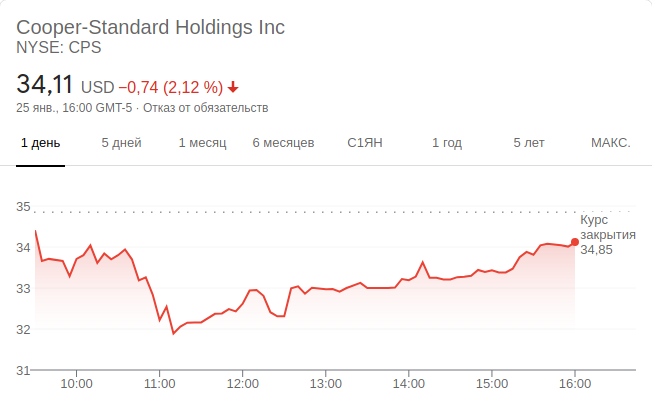 Cooper-Standard Holdings Inc
NYSE: CPS
34,11 USD −0,74 (2,12 %)
25 янв., 16:00 GMT-5 · Отказ от обязательств
1 день 5 дней 1 месяц 6 месяцев С1ЯН 1 год 5 лет МАКС.
35
Курс
закрытия
34,85
34
33
32
31
10:00 11:00 12:00 13:00 14:00 15:00 16:00